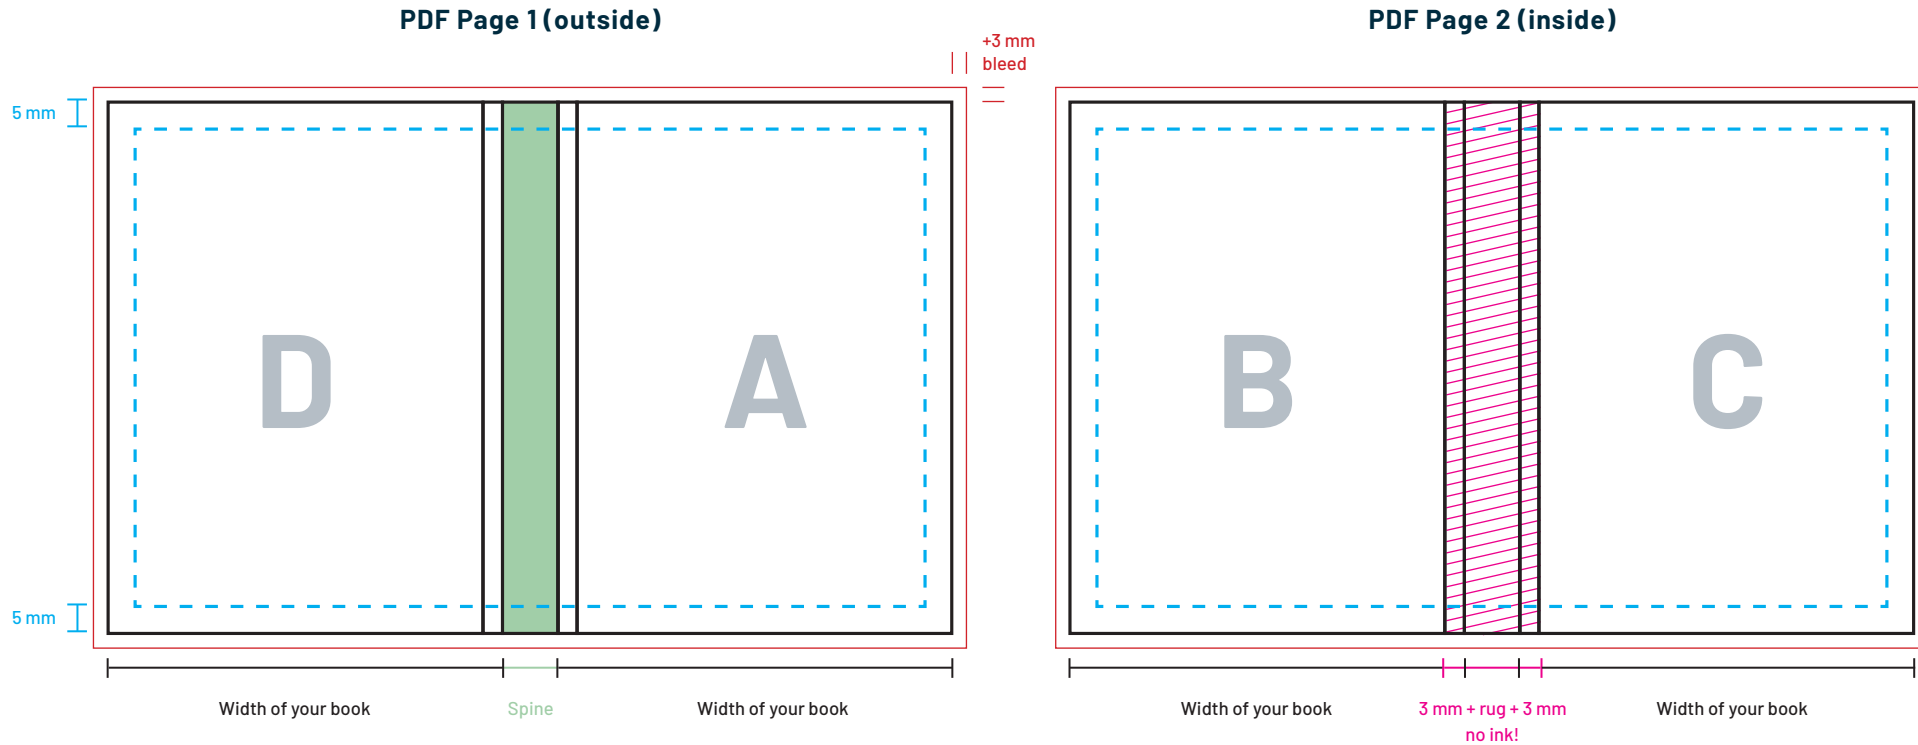 PDF Page 1 (outside)
PDF Page 2 (inside)
+3 mm
bleed
5 mm
D
A
B
C
5 mm
Width of your book
Spine
Width of your book
Width of your book
3 mm + rug + 3 mm
no ink!
Width of your book